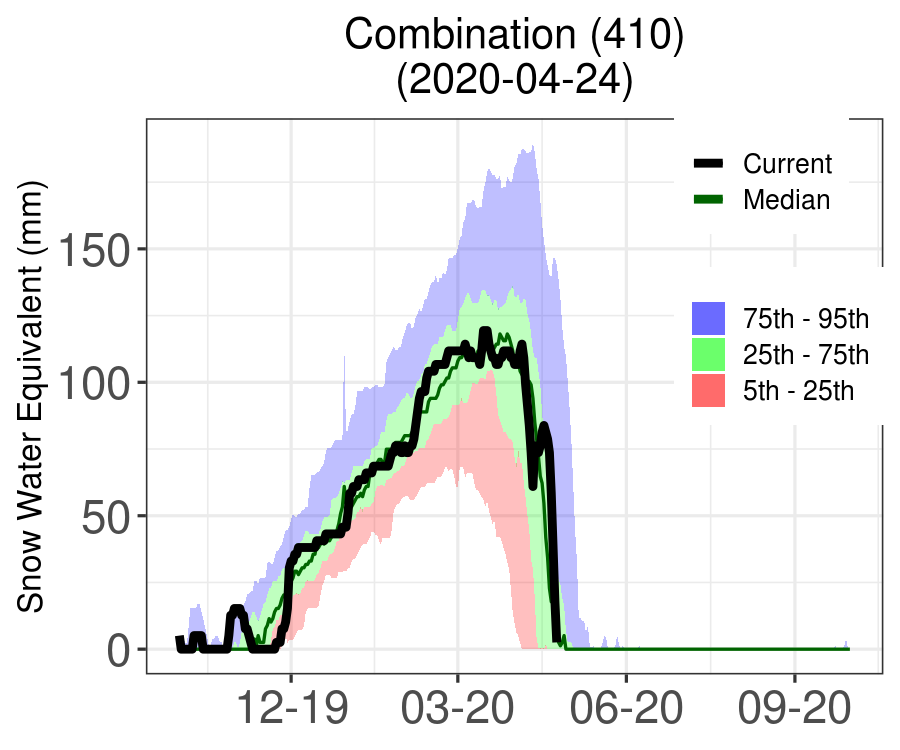 Combination (410)
(2020-04-24)
Snow Water Equivalent (mm)
150
100
50
0
12-19
03-20
06-20
09-20
Current
Median
75th - 95th
25th - 75th
5th - 25th